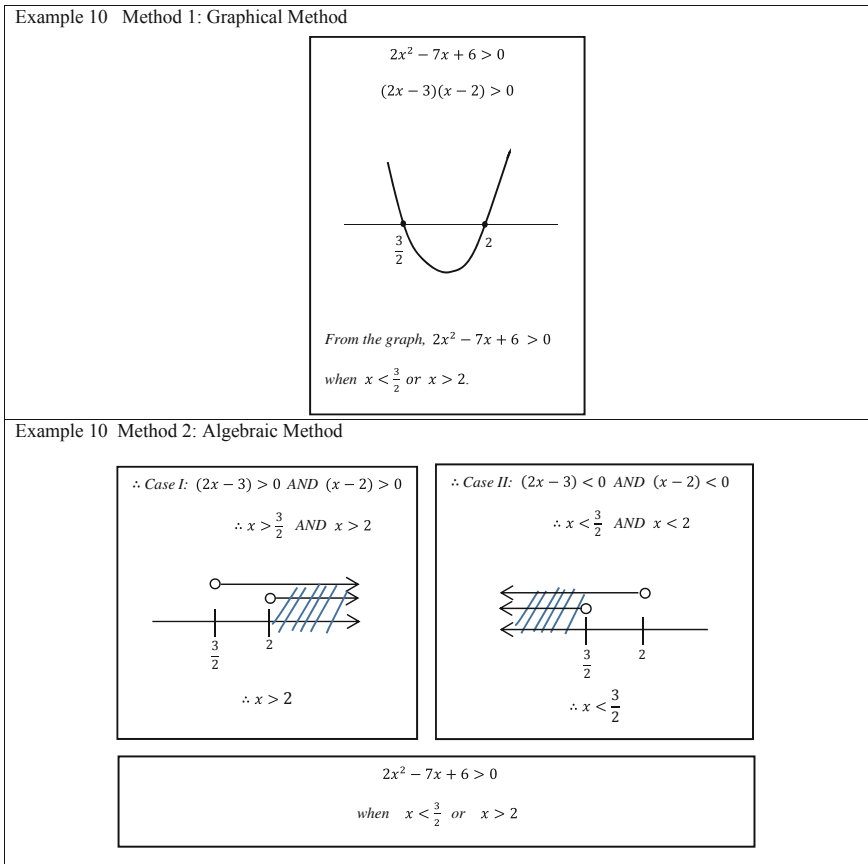 Example 10 Method 1: Graphical Method
2x² − 7x + 6 > 0
(2x − 3)(x − 2) > 0
3/2 2
From the graph, 2x² − 7x + 6 > 0
when x < 3/2 or x > 2.
Example 10 Method 2: Algebraic Method
∴ Case I: (2x − 3) > 0 AND (x − 2) > 0
∴ x > 3/2 AND x > 2
3/2 2
∴ x > 2
∴ Case II: (2x − 3) < 0 AND (x − 2) < 0
∴ x < 3/2 AND x < 2
3/2 2
∴ x < 3/2
2x² − 7x + 6 > 0
when x < 3/2 or x > 2